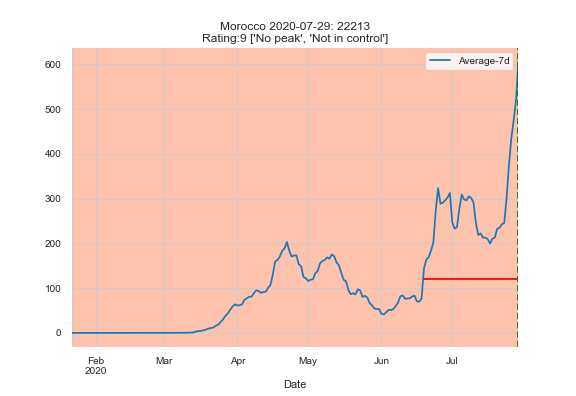 Morocco 2020-07-29: 22213
Rating:9 ['No peak', 'Not in control']
Average-7d
600
500
400
300
200
100
0
Feb
2020
Mar
Apr
May
Jun
Jul
Date